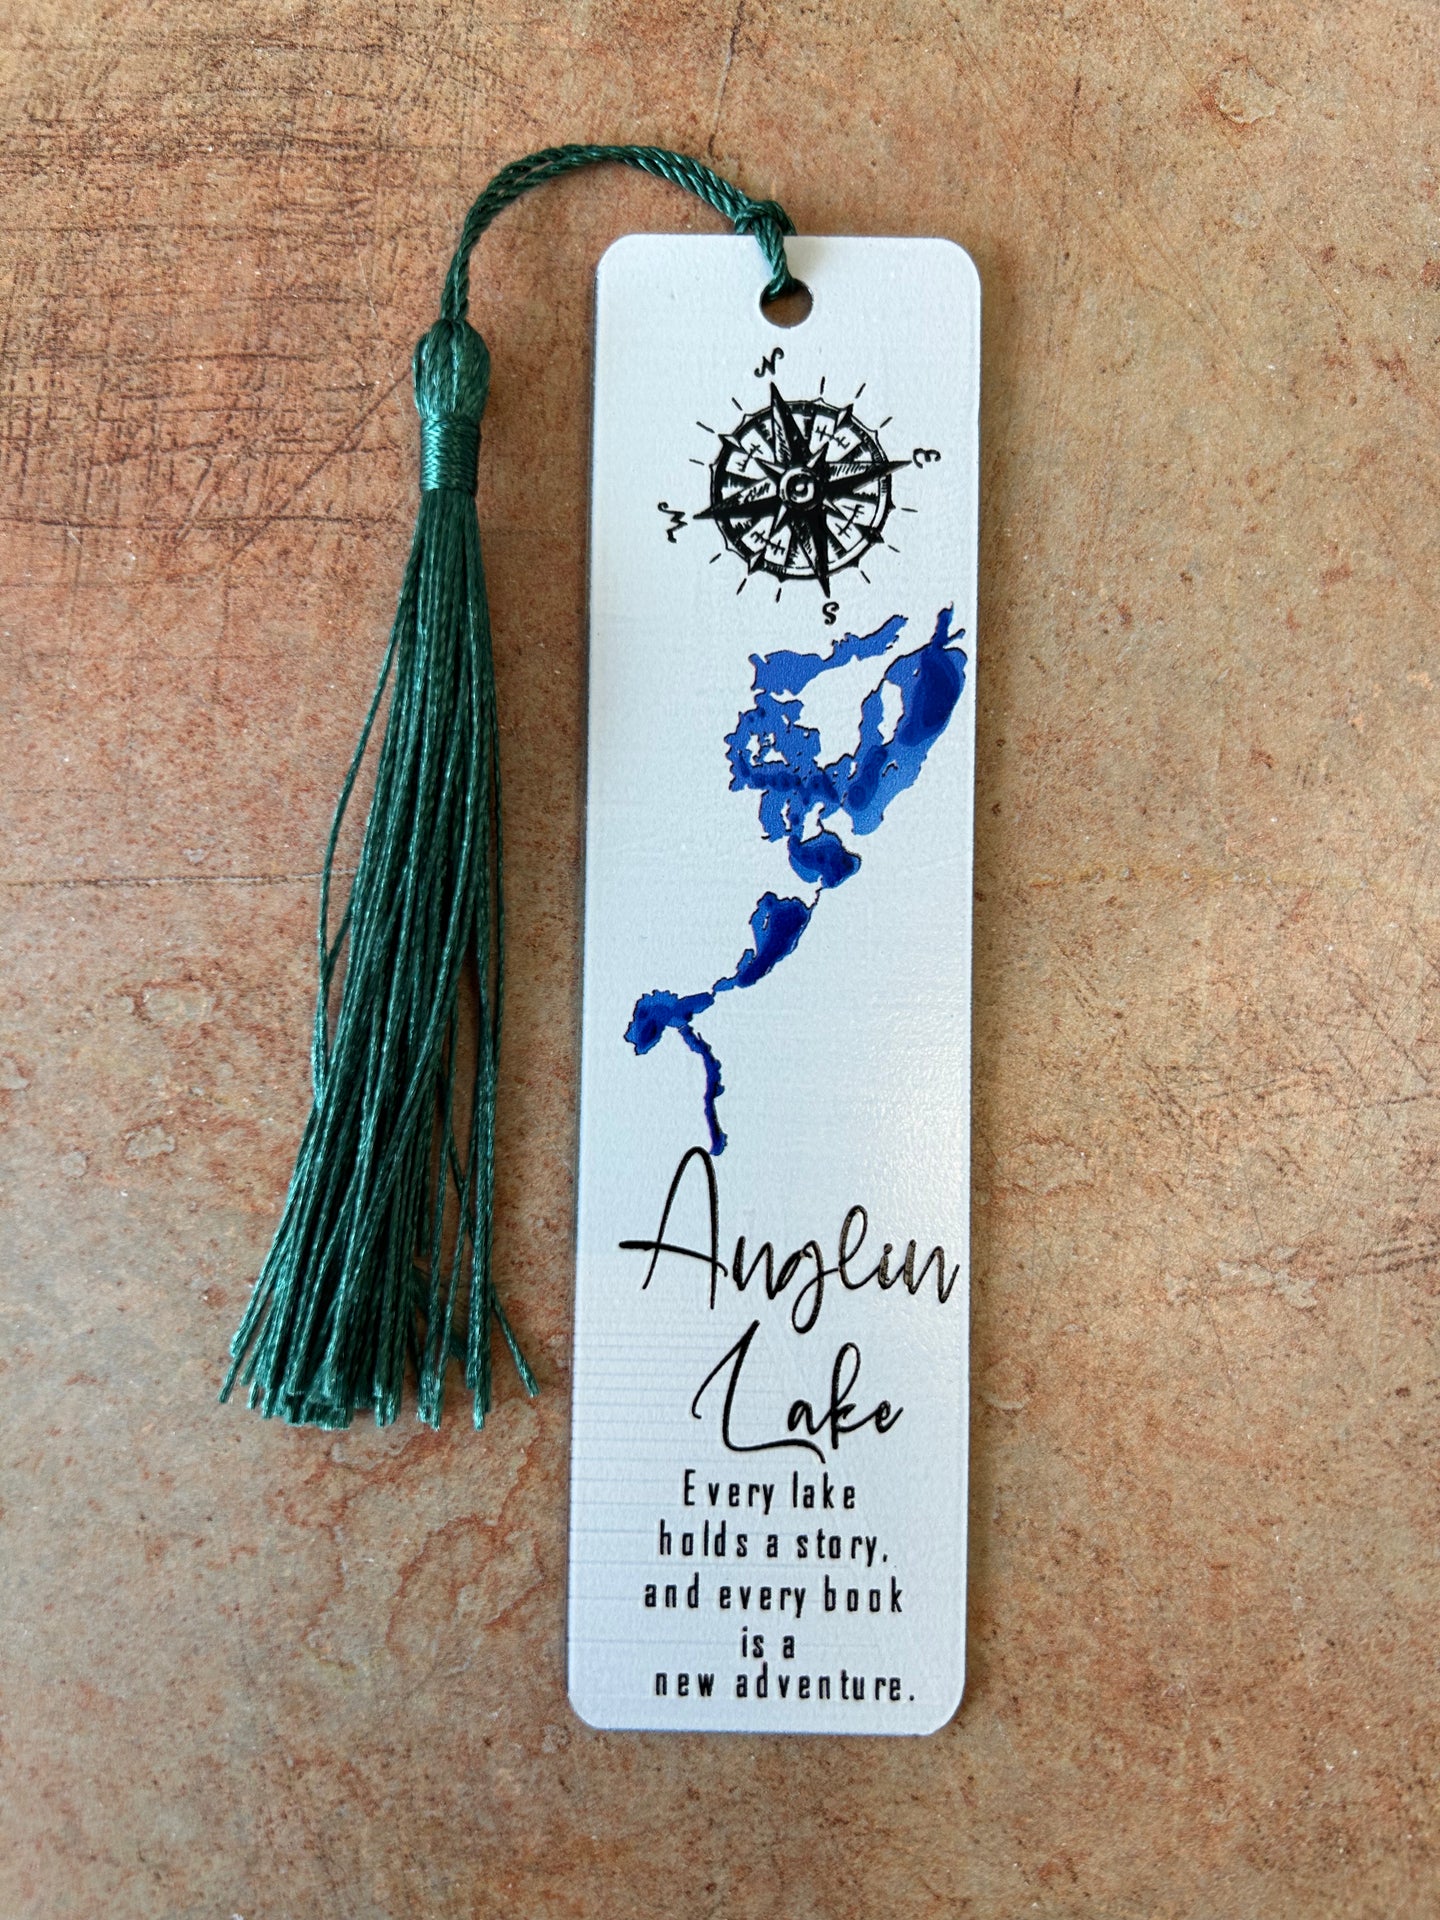 N
E
W
S
Anglin
Lake
Every lake
holds a story,
and every book
is a
new adventure.